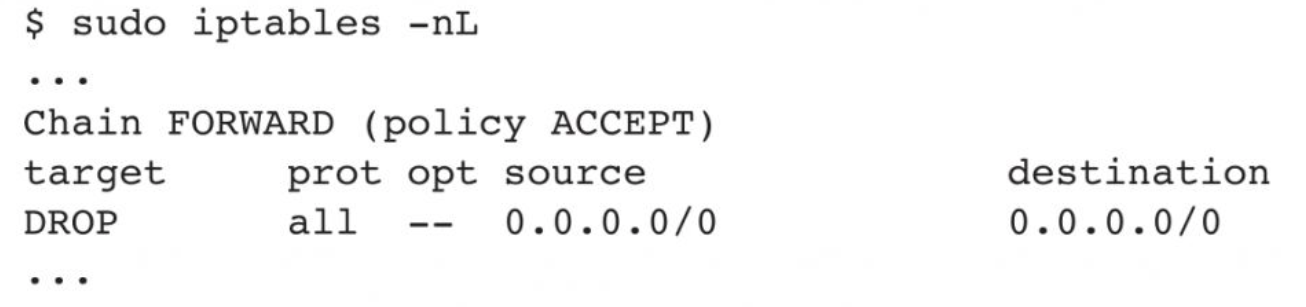 $ sudo iptables -nL
...
Chain FORWARD (policy ACCEPT)
target prot opt source destination
DROP all -- 0.0.0.0/0 0.0.0.0/0
...